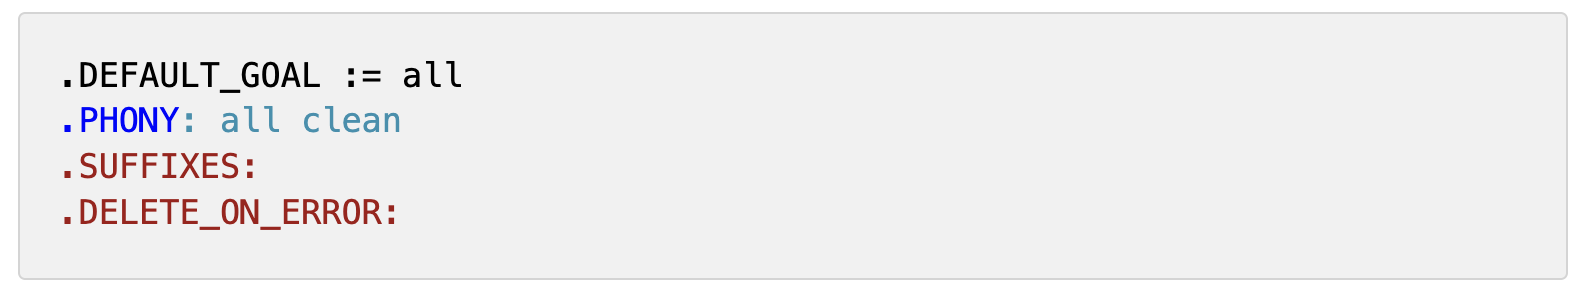 .DEFAULT_GOAL := all
.PHONY: all clean
.SUFFIXES:
.DELETE_ON_ERROR: